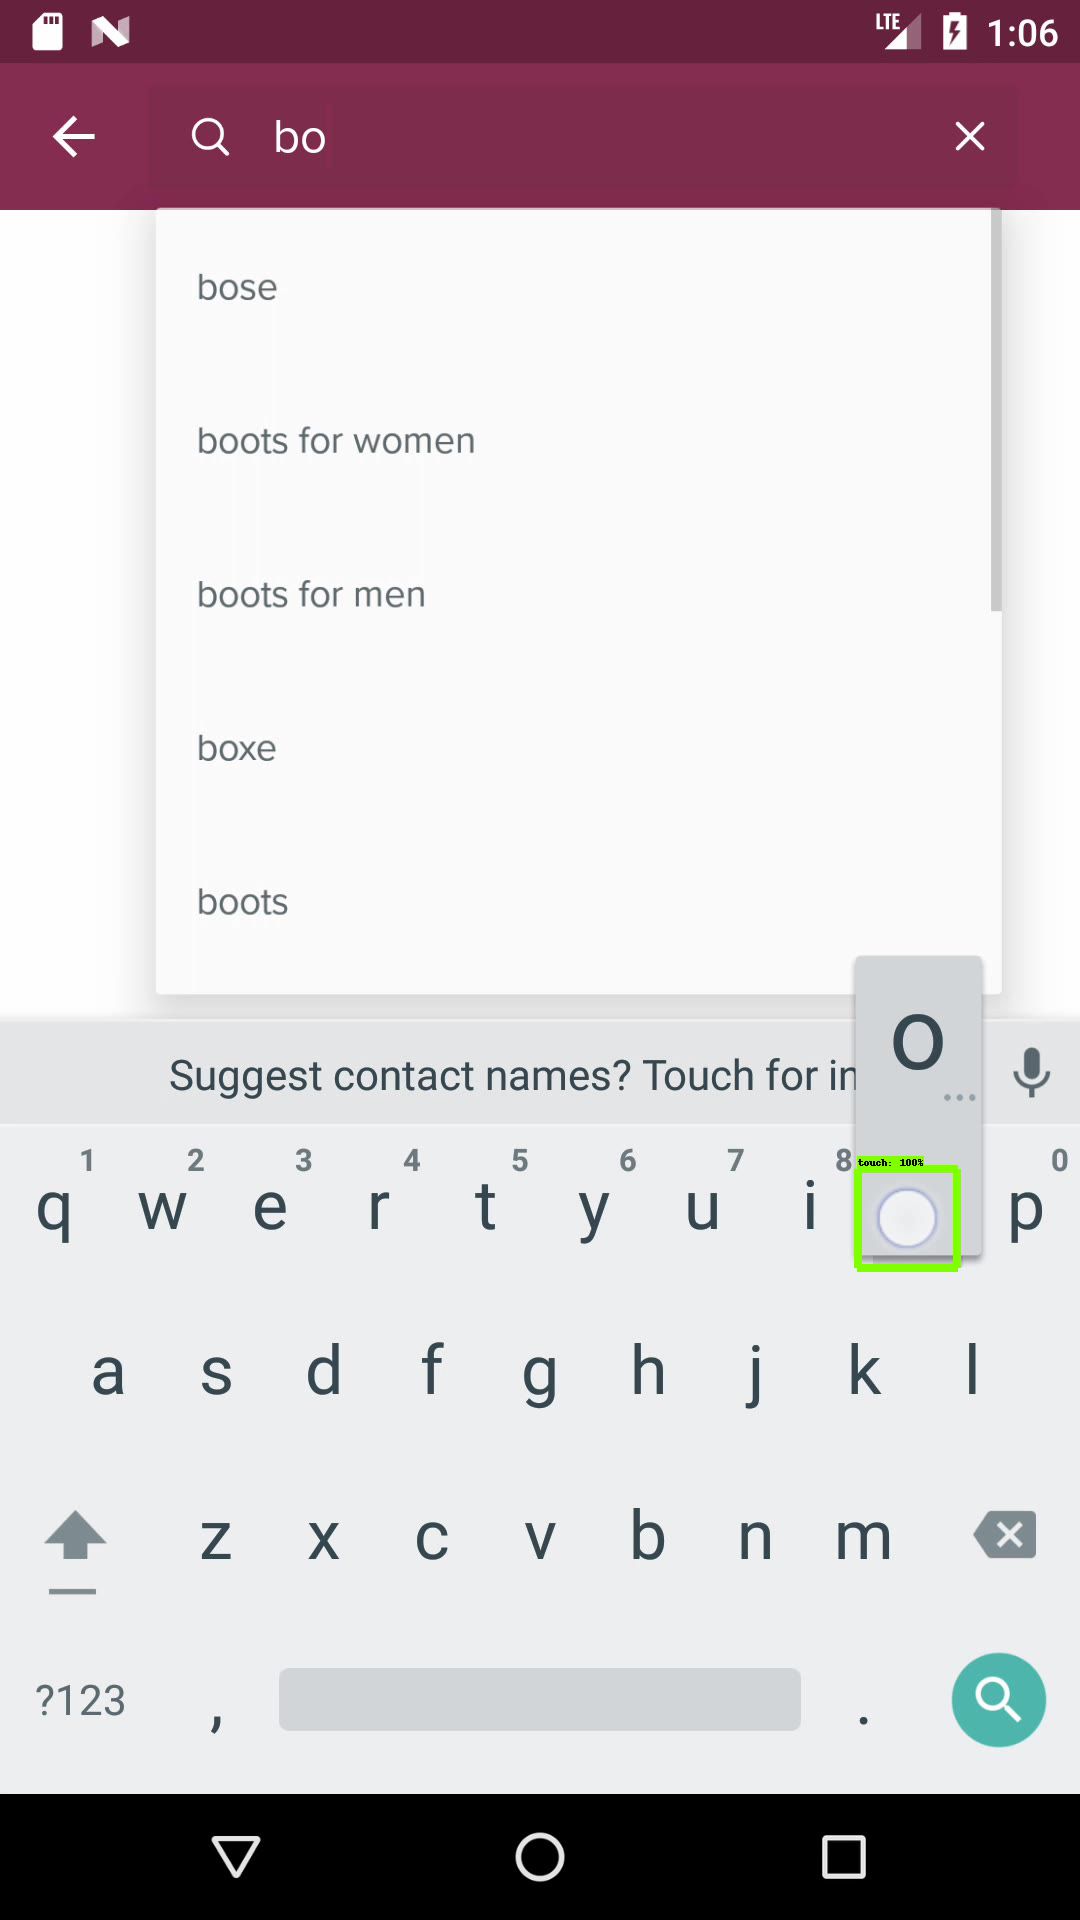 LTE 1:06
bo
bose
boots for women
boots for men
boxe
boots
o
...
Suggest contact names? Touch for in
1 2 3 4 5 6 7 8 0
touch: 100%
q w e r t y u i p
a s d f g h j k l
z x c v b n m
?123 , .